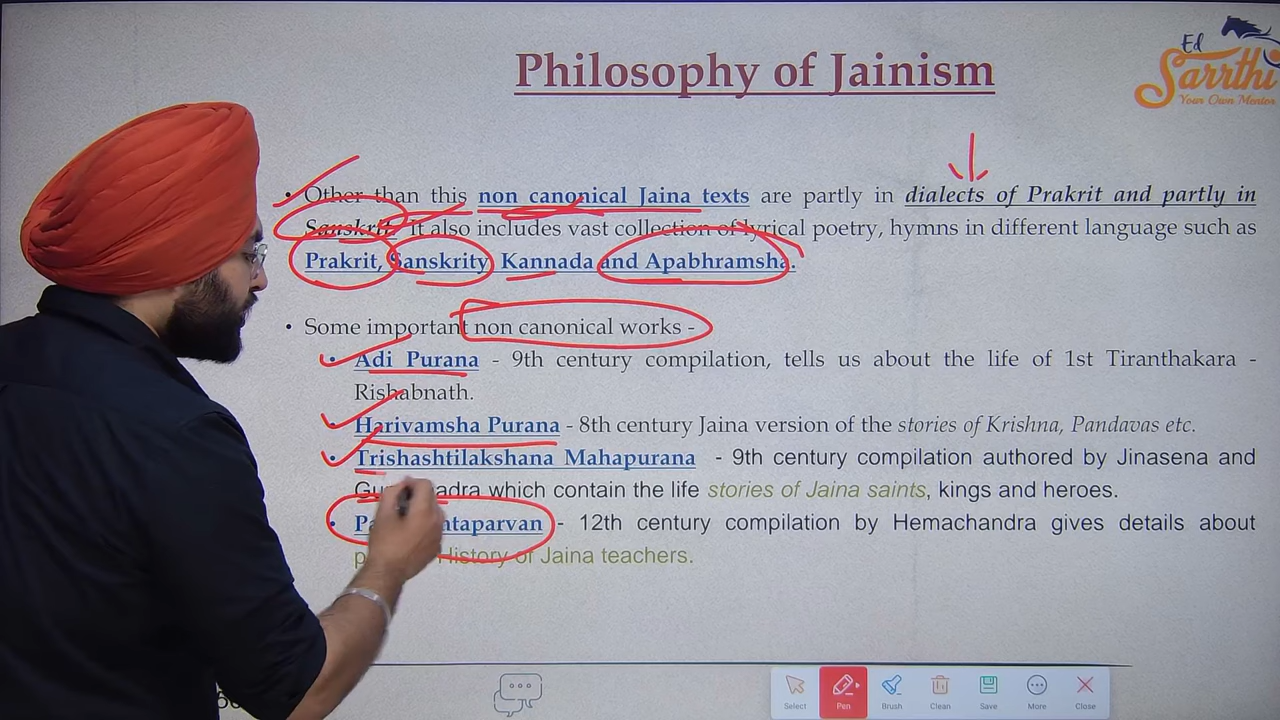 Philosophy of Jainism
Ed
Sarrthi
Your Own Mentor
• Other than this non canonical Jaina texts are partly in dialects of Prakrit and partly in
Sanskrit. It also includes vast collection of lyrical poetry, hymns in different language such as
Prakrit, Sanskrity Kannada and Apabhramsha.
• Some important non canonical works -
• Adi Purana - 9th century compilation, tells us about the life of 1st Tiranthakara -
Rishabnath.
• Harivamsha Purana - 8th century Jaina version of the stories of Krishna, Pandavas etc.
• Trishashtilakshana Mahapurana - 9th century compilation authored by Jinasena and
which contain the life stories of Jaina saints, kings and heroes.
• - 12th century compilation by Hemachandra gives details about
History of Jaina teachers.
Select Pen Brush Clean Save More Close